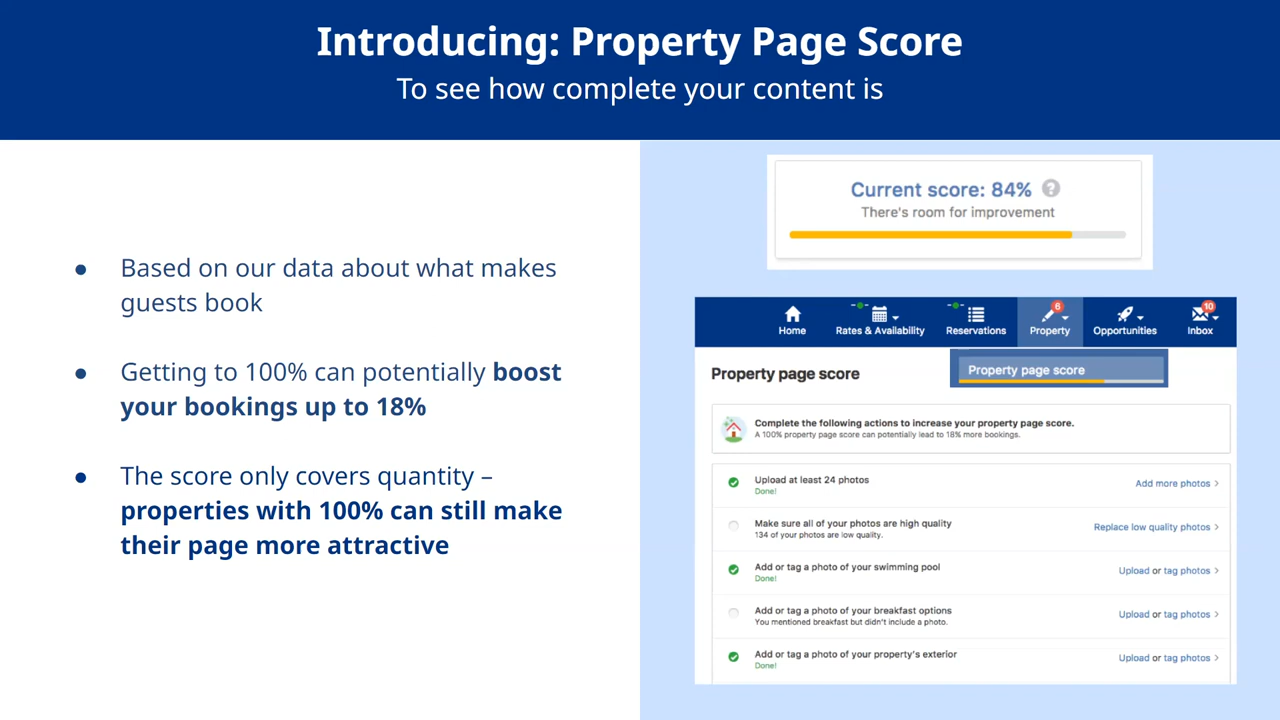 Introducing: Property Page Score
To see how complete your content is
● Based on our data about what makes
guests book
● Getting to 100% can potentially boost
your bookings up to 18%
● The score only covers quantity –
properties with 100% can still make
their page more attractive
Current score: 84% ?
There's room for improvement
Home
Rates & Availability
Reservations
6
Property
Opportunities
10
Inbox
Property page score
Property page score
Complete the following actions to increase your property page score.
A 100% property page score can potentially lead to 18% more bookings.
Upload at least 24 photos
Done!
Add more photos >
Make sure all of your photos are high quality
134 of your photos are low quality.
Replace low quality photos >
Add or tag a photo of your swimming pool
Done!
Upload or tag photos >
Add or tag a photo of your breakfast options
You mentioned breakfast but didn't include a photo.
Upload or tag photos >
Add or tag a photo of your property's exterior
Done!
Upload or tag photos >